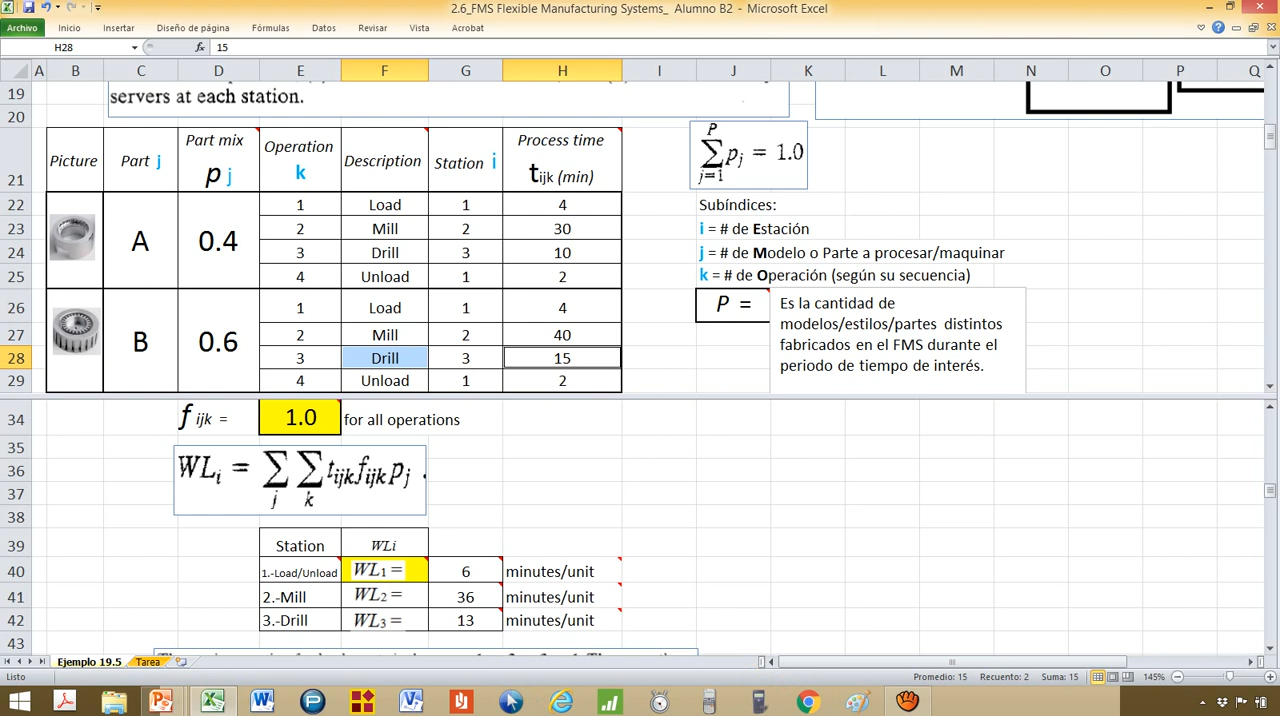 2.6_FMS Flexible Manufacturing Systems_ Alumno B2 - Microsoft Excel
Archivo Inicio Insertar Diseño de página Fórmulas Datos Revisar Vista Acrobat
H28 fx 15
A B C D E F G H I J K L M N O P Q
19 servers at each station.
20
21 Picture Part j Part mix p j Operation k Description Station i Process time tijk (min)
22 1 Load 1 4
23 A 0.4 2 Mill 2 30
24 3 Drill 3 10
25 4 Unload 1 2
26 1 Load 1 4
27 B 0.6 2 Mill 2 40
28 3 Drill 3 15
29 4 Unload 1 2
P
∑ pj = 1.0
j=1
Subíndices:
i = # de Estación
j = # de Modelo o Parte a procesar/maquinar
k = # de Operación (según su secuencia)
P =
Es la cantidad de
modelos/estilos/partes distintos
fabricados en el FMS durante el
periodo de tiempo de interés.
34 f ijk = 1.0 for all operations
35
36 WLi = ∑j ∑k tijk fijk pj .
37
38
39 Station WLi
40 1.-Load/Unload WL1 = 6 minutes/unit
41 2.-Mill WL2 = 36 minutes/unit
42 3.-Drill WL3 = 13 minutes/unit
43
Ejemplo 19.5 Tarea
Listo Promedio: 15 Recuento: 2 Suma: 15 145%